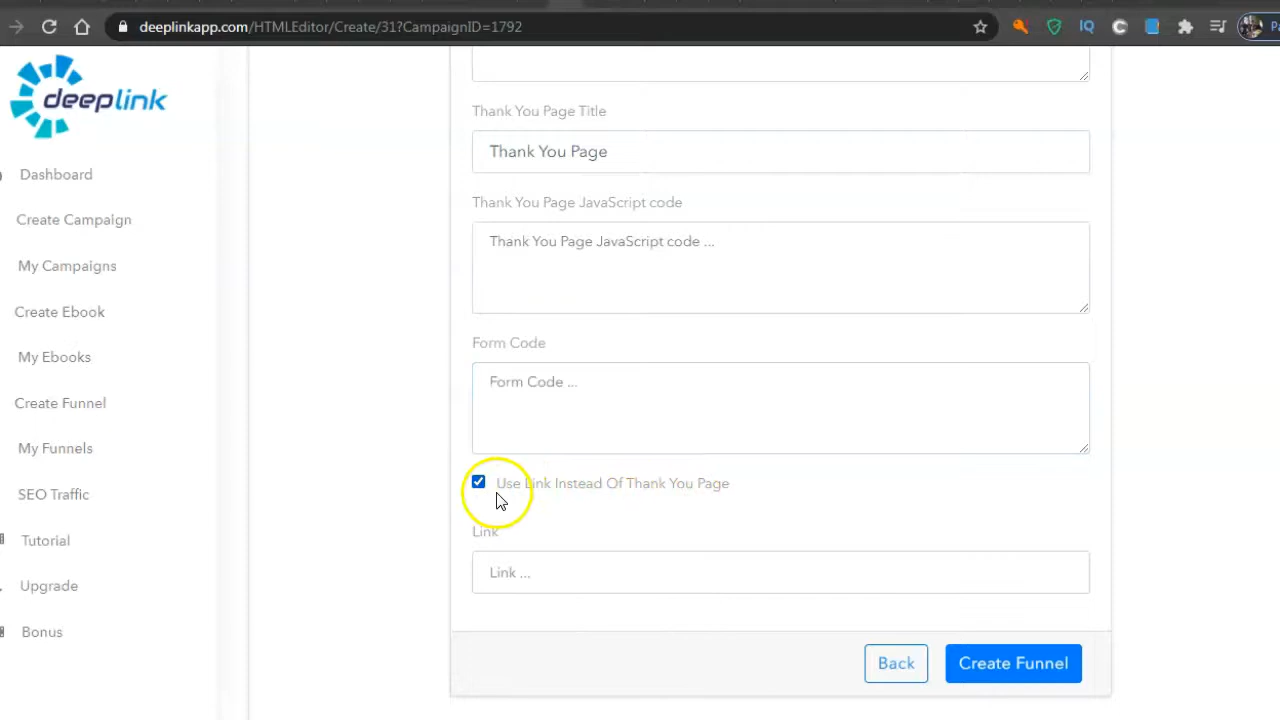 deeplinkapp.com/HTMLEditor/Create/31?CampaignID=1792
deeplink
Dashboard
Create Campaign
My Campaigns
Create Ebook
My Ebooks
Create Funnel
My Funnels
SEO Traffic
Tutorial
Upgrade
Bonus
Thank You Page Title
Thank You Page
Thank You Page JavaScript code
Thank You Page JavaScript code ...
Form Code
Form Code ...
Use Link Instead Of Thank You Page
Link
Link ...
Back
Create Funnel